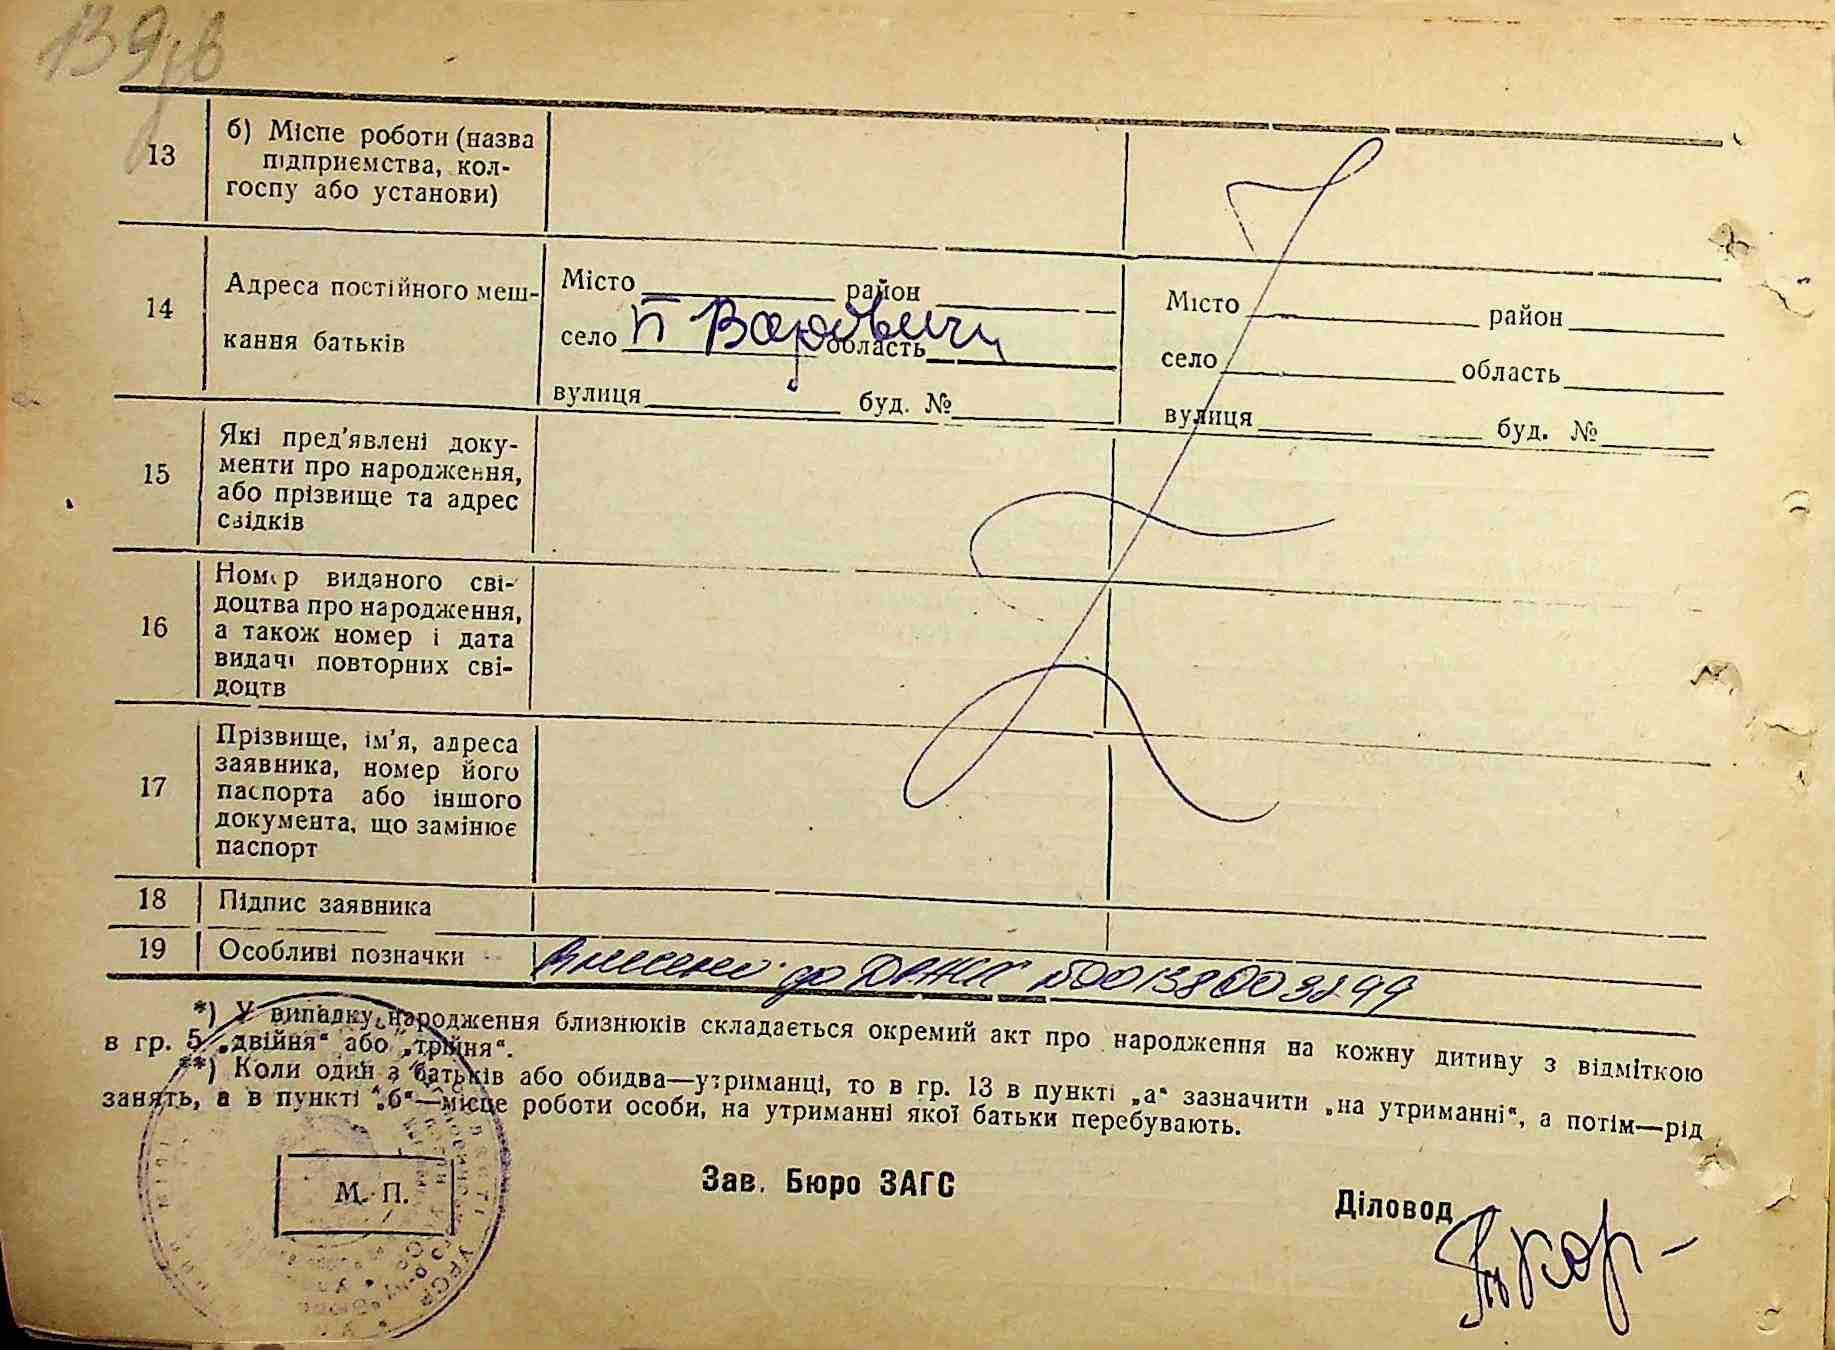 13
б) Місце роботи (назва
підприємства, кол-
госпу або установи)
14
Адреса постійного меш-
кання батьків
Місто район
село п Варовичи область
вулиця буд. №
Місто район
село область
вулиця буд. №
15
Які пред'явлені доку-
менти про народження,
або прізвище та адрес
свідків
16
Номер виданого сві-
доцтва про народження,
а також номер і дата
видачі повторних сві-
доцтв
17
Прізвище, ім'я, адреса
заявника, номер його
паспорта або іншого
документа, що замінює
паспорт
18 Підпис заявника
19 Особливі позначки Внесено до ДРАЦС №00138003299
*) У випадку народження близнюків складається окремий акт про народження на кожну дитину з відміткою
в гр. 5 „двійня“ або „трійня“.
**) Коли один з батьків або обидва—утриманці, то в гр. 13 в пункті „а“ зазначити „на утриманні“, а потім—рід
занять, а в пункті „б“—місце роботи особи, на утриманні якої батьки перебувають.
М. П.
Зав. Бюро ЗАГС
Діловод